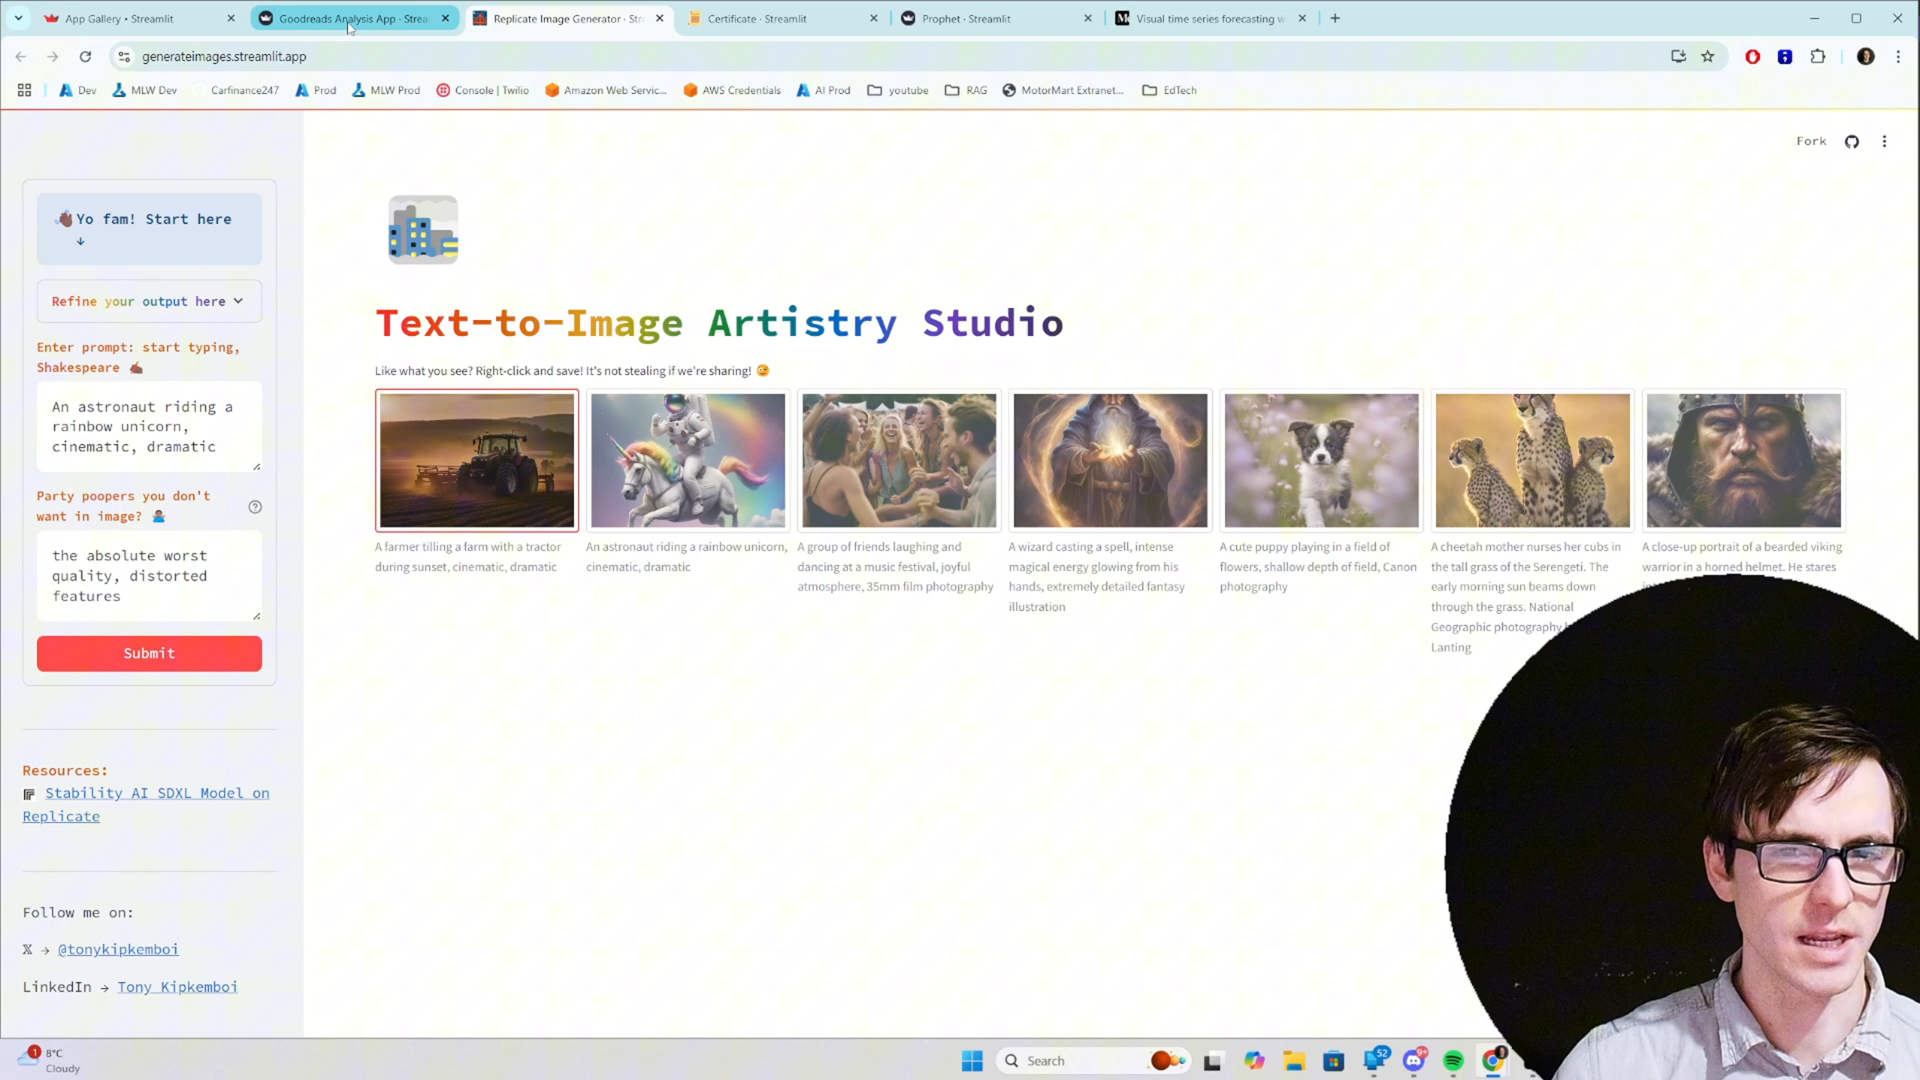 App Gallery • Streamlit
Goodreads Analysis App · Strea
Replicate Image Generator · Str
Certificate · Streamlit
Prophet · Streamlit
Visual time series forecasting w
generateimages.streamlit.app
Dev
MLW Dev
Carfinance247
Prod
MLW Prod
Console | Twilio
Amazon Web Servic...
AWS Credentials
AI Prod
youtube
RAG
MotorMart Extranet...
EdTech
Fork
Yo fam! Start here
↓
Refine your output here
Enter prompt: start typing,
Shakespeare
An astronaut riding a
rainbow unicorn,
cinematic, dramatic
Party poopers you don't
want in image?
the absolute worst
quality, distorted
features
Submit
Resources:
Stability AI SDXL Model on
Replicate
Follow me on:
𝕏 → @tonykipkemboi
LinkedIn → Tony Kipkemboi
Text-to-Image Artistry Studio
Like what you see? Right-click and save! It's not stealing if we're sharing! 😉
A farmer tilling a farm with a tractor
during sunset, cinematic, dramatic
An astronaut riding a rainbow unicorn,
cinematic, dramatic
A group of friends laughing and
dancing at a music festival, joyful
atmosphere, 35mm film photography
A wizard casting a spell, intense
magical energy glowing from his
hands, extremely detailed fantasy
illustration
A cute puppy playing in a field of
flowers, shallow depth of field, Canon
photography
A cheetah mother nurses her cubs in
the tall grass of the Serengeti. The
early morning sun beams down
through the grass. National
Geographic photography
Lanting
A close-up portrait of a bearded viking
warrior in a horned helmet. He stares
1
8°C
Cloudy
Search
52
9+